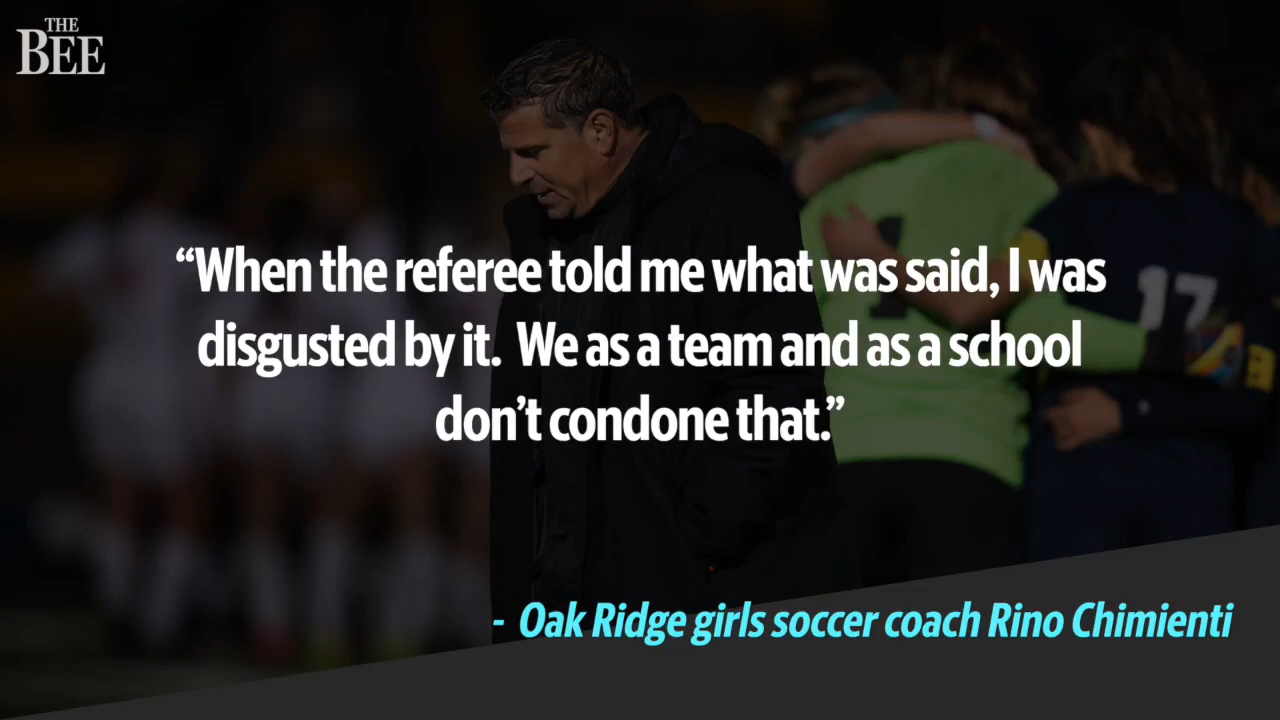 THE
BEE
“When the referee told me what was said, I was
disgusted by it.  We as a team and as a school
don’t condone that.”
17
- Oak Ridge girls soccer coach Rino Chimienti